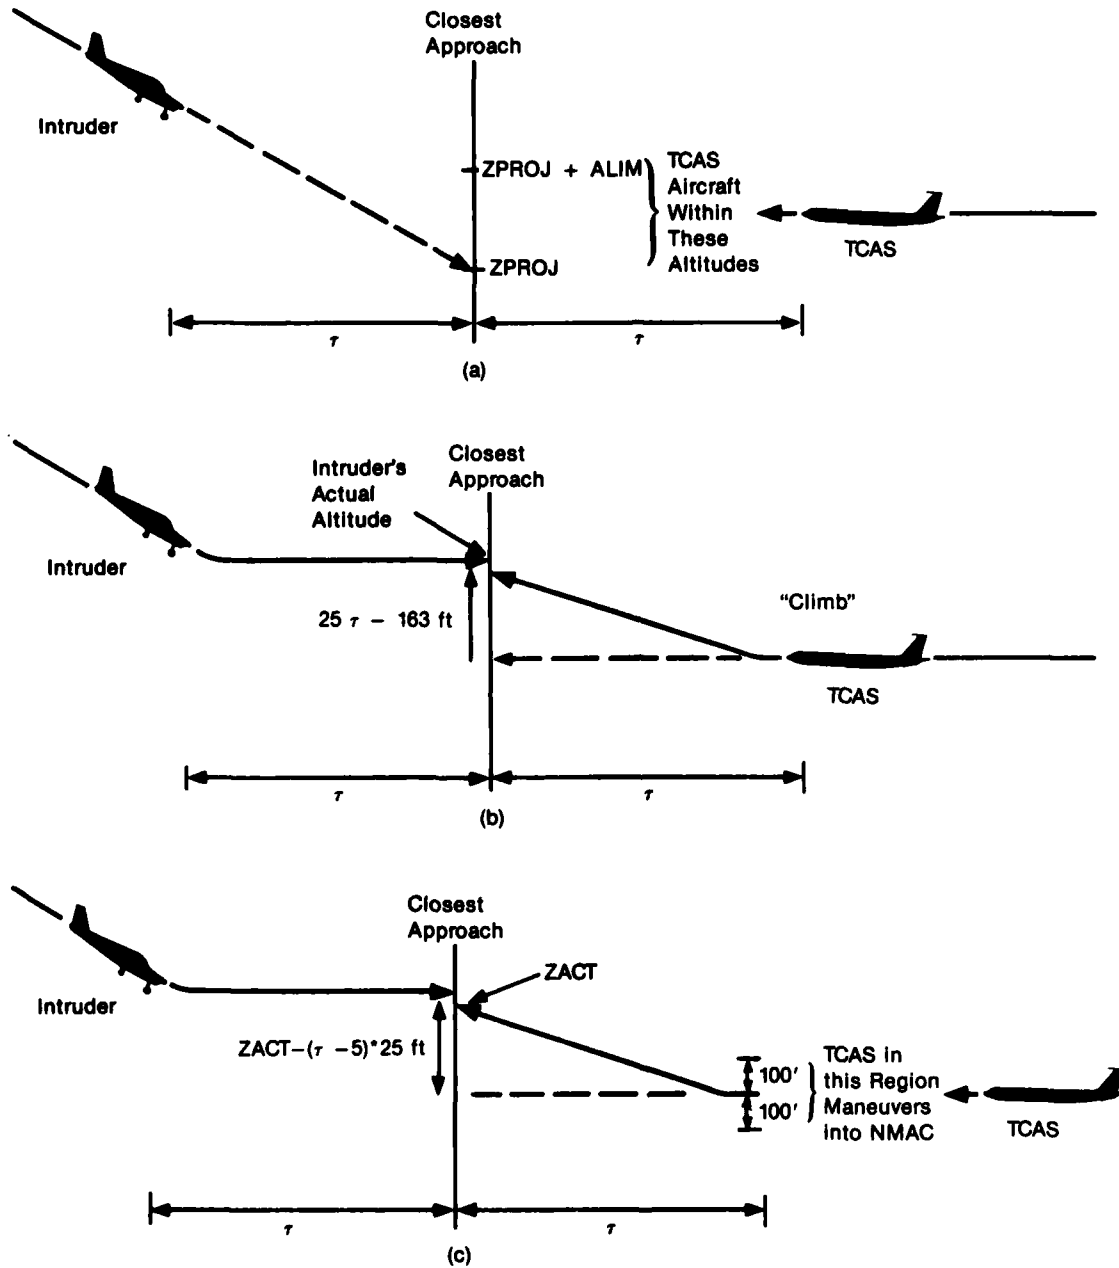 Closest
Approach
Intruder
ZPROJ + ALIM
TCAS
Aircraft
Within
These
Altitudes
TCAS
ZPROJ
τ
τ
(a)
Closest
Approach
Intruder's
Actual
Altitude
Intruder
25 τ - 163 ft
"Climb"
TCAS
τ
τ
(b)
Closest
Approach
ZACT
Intruder
ZACT-(τ -5)*25 ft
100'
100'
TCAS in
this Region
Maneuvers
into NMAC
TCAS
τ
τ
(c)